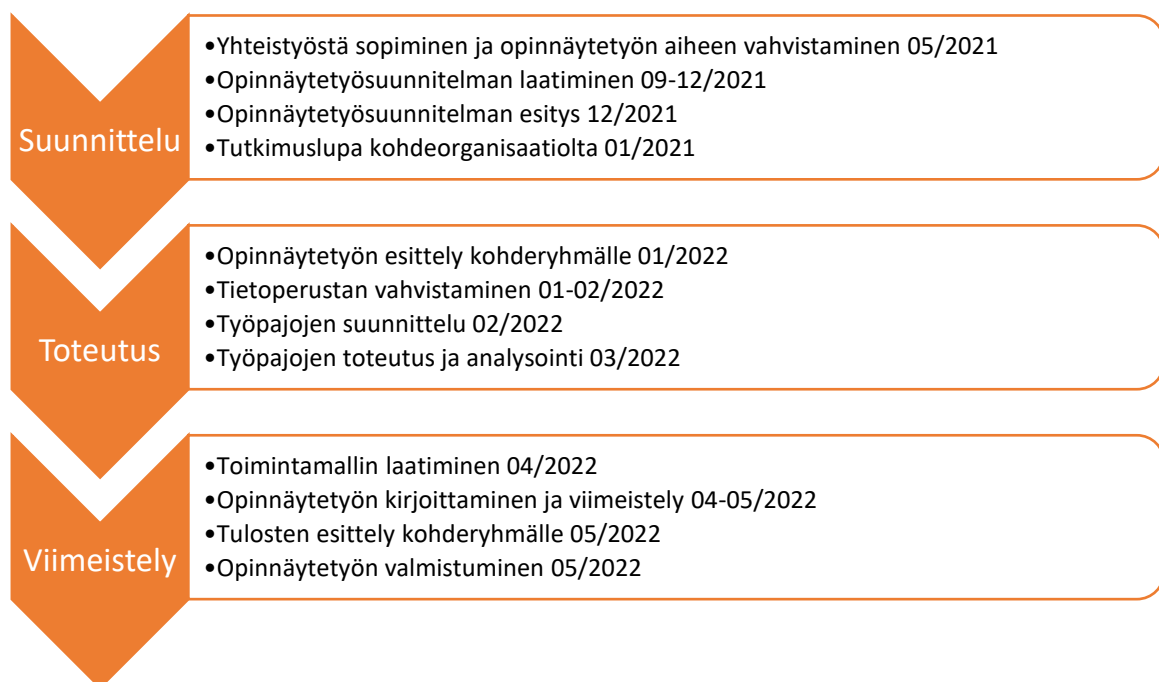 Suunnittelu
•Yhteistyöstä sopiminen ja opinnäytetyön aiheen vahvistaminen 05/2021
•Opinnäytetyösuunnitelman laatiminen 09-12/2021
•Opinnäytetyösuunnitelman esitys 12/2021
•Tutkimuslupa kohdeorganisaatiolta 01/2021
Toteutus
•Opinnäytetyön esittely kohderyhmälle 01/2022
•Tietoperustan vahvistaminen 01-02/2022
•Työpajojen suunnittelu 02/2022
•Työpajojen toteutus ja analysointi 03/2022
Viimeistely
•Toimintamallin laatiminen 04/2022
•Opinnäytetyön kirjoittaminen ja viimeistely 04-05/2022
•Tulosten esittely kohderyhmälle 05/2022
•Opinnäytetyön valmistuminen 05/2022